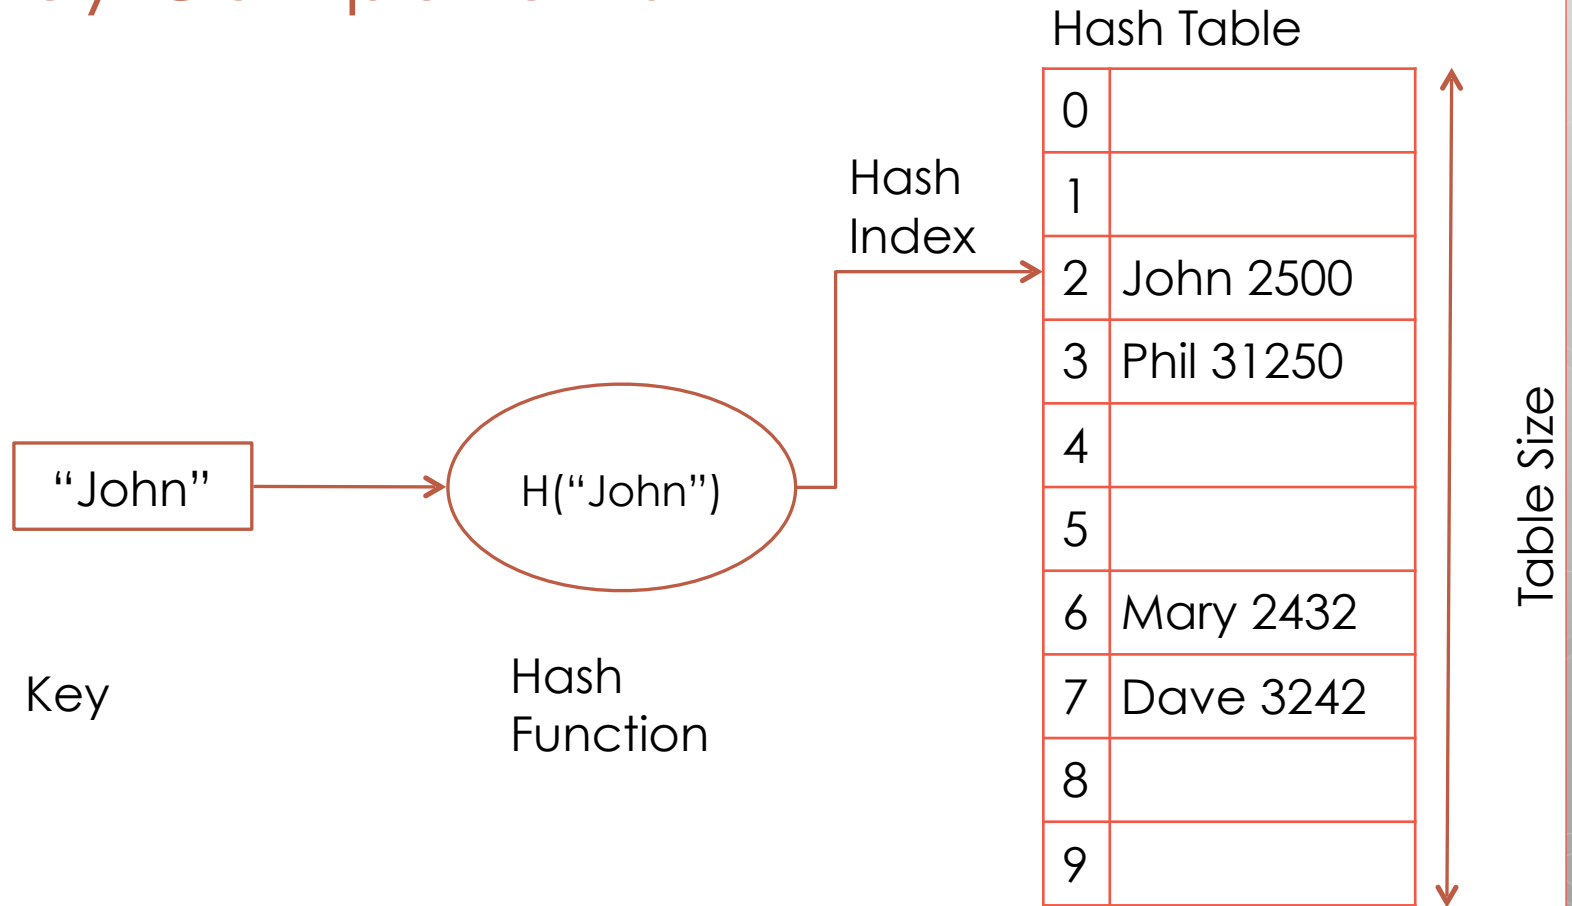 Hash Table
0
1
Hash
Index
2 John 2500
3 Phil 31250
4
“John”
H(“John”)
5
6 Mary 2432
Key
Hash
Function
7 Dave 3242
8
9
Table Size